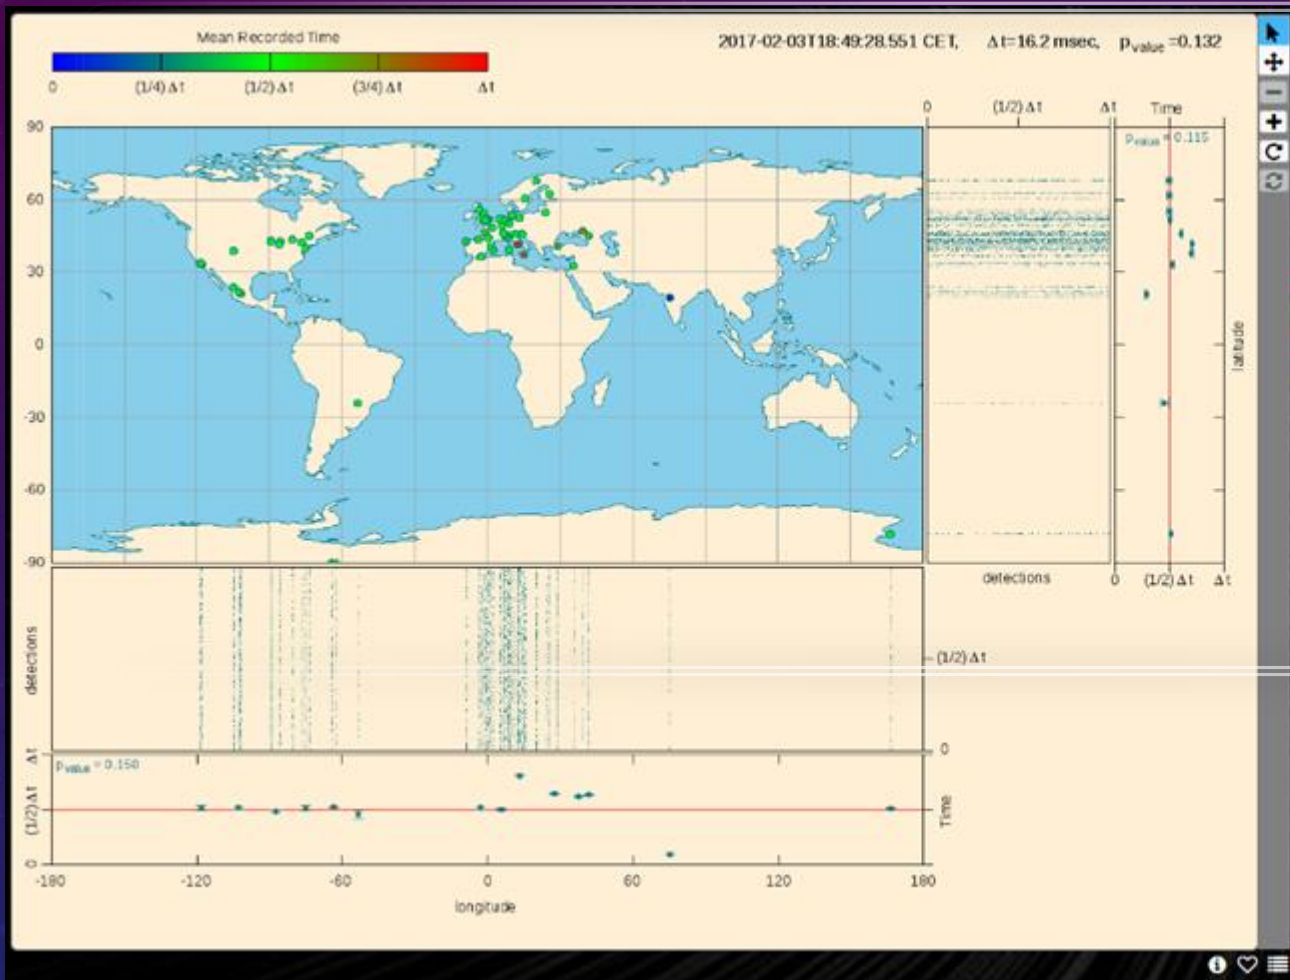 Mean Recorded Time
2017-02-03T18:49:28.551 CET, Δt=16.2 msec, pvalue =0.132
0 (1/4)Δt (1/2)Δt (3/4)Δt Δt
0 (1/2)Δt Δt Time
90
pvalue = 0.115
60
30
0
latitude
-30
-60
-90
detections 0 (1/2)Δt Δt
detections
(1/2)Δt
0
pvalue = 0.150
Δt
(1/2)Δt
0
Time
-180 -120 -60 0 60 120 180
longitude